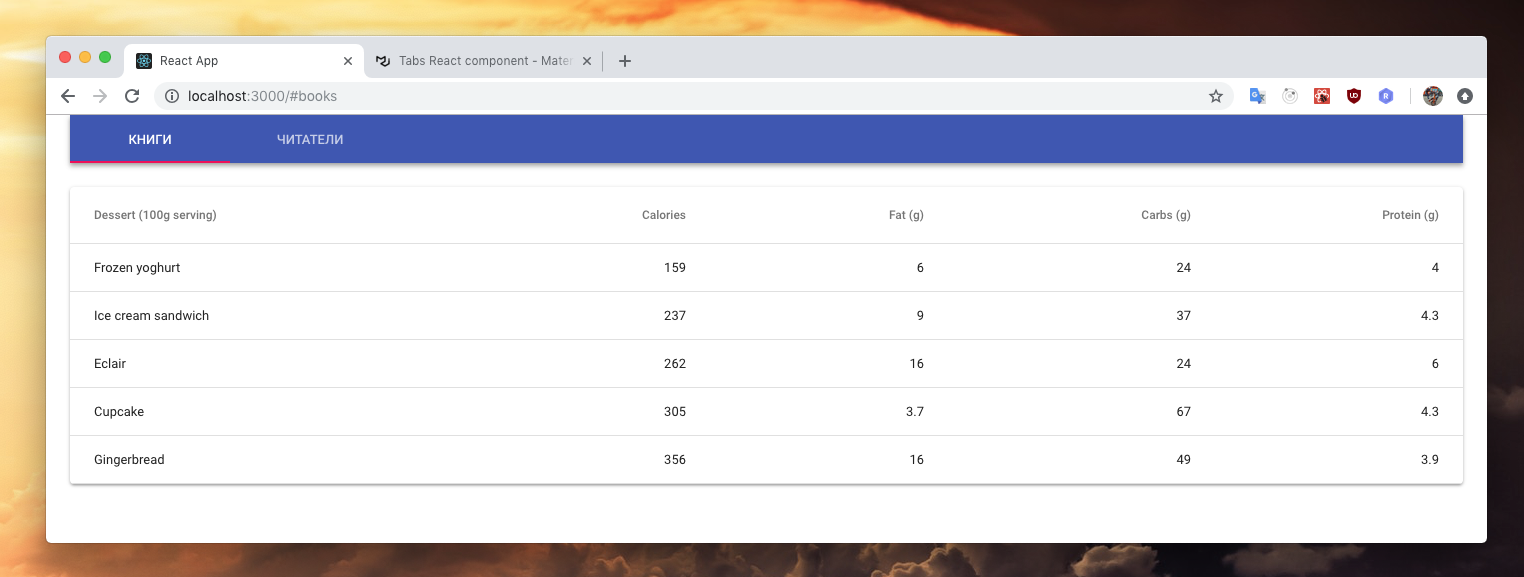 React App
Tabs React component - Mater
localhost:3000/#books
КНИГИ ЧИТАТЕЛИ
Dessert (100g serving) Calories Fat (g) Carbs (g) Protein (g)
Frozen yoghurt 159 6 24 4
Ice cream sandwich 237 9 37 4.3
Eclair 262 16 24 6
Cupcake 305 3.7 67 4.3
Gingerbread 356 16 49 3.9